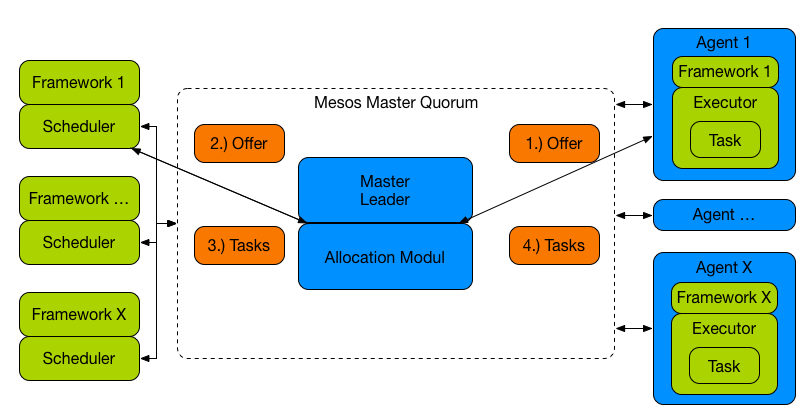 Framework 1
Scheduler
Framework ...
Scheduler
Framework X
Scheduler
Mesos Master Quorum
2.) Offer
1.) Offer
Master
Leader
Allocation Modul
3.) Tasks
4.) Tasks
Agent 1
Framework 1
Executor
Task
Agent ...
Agent X
Framework X
Executor
Task